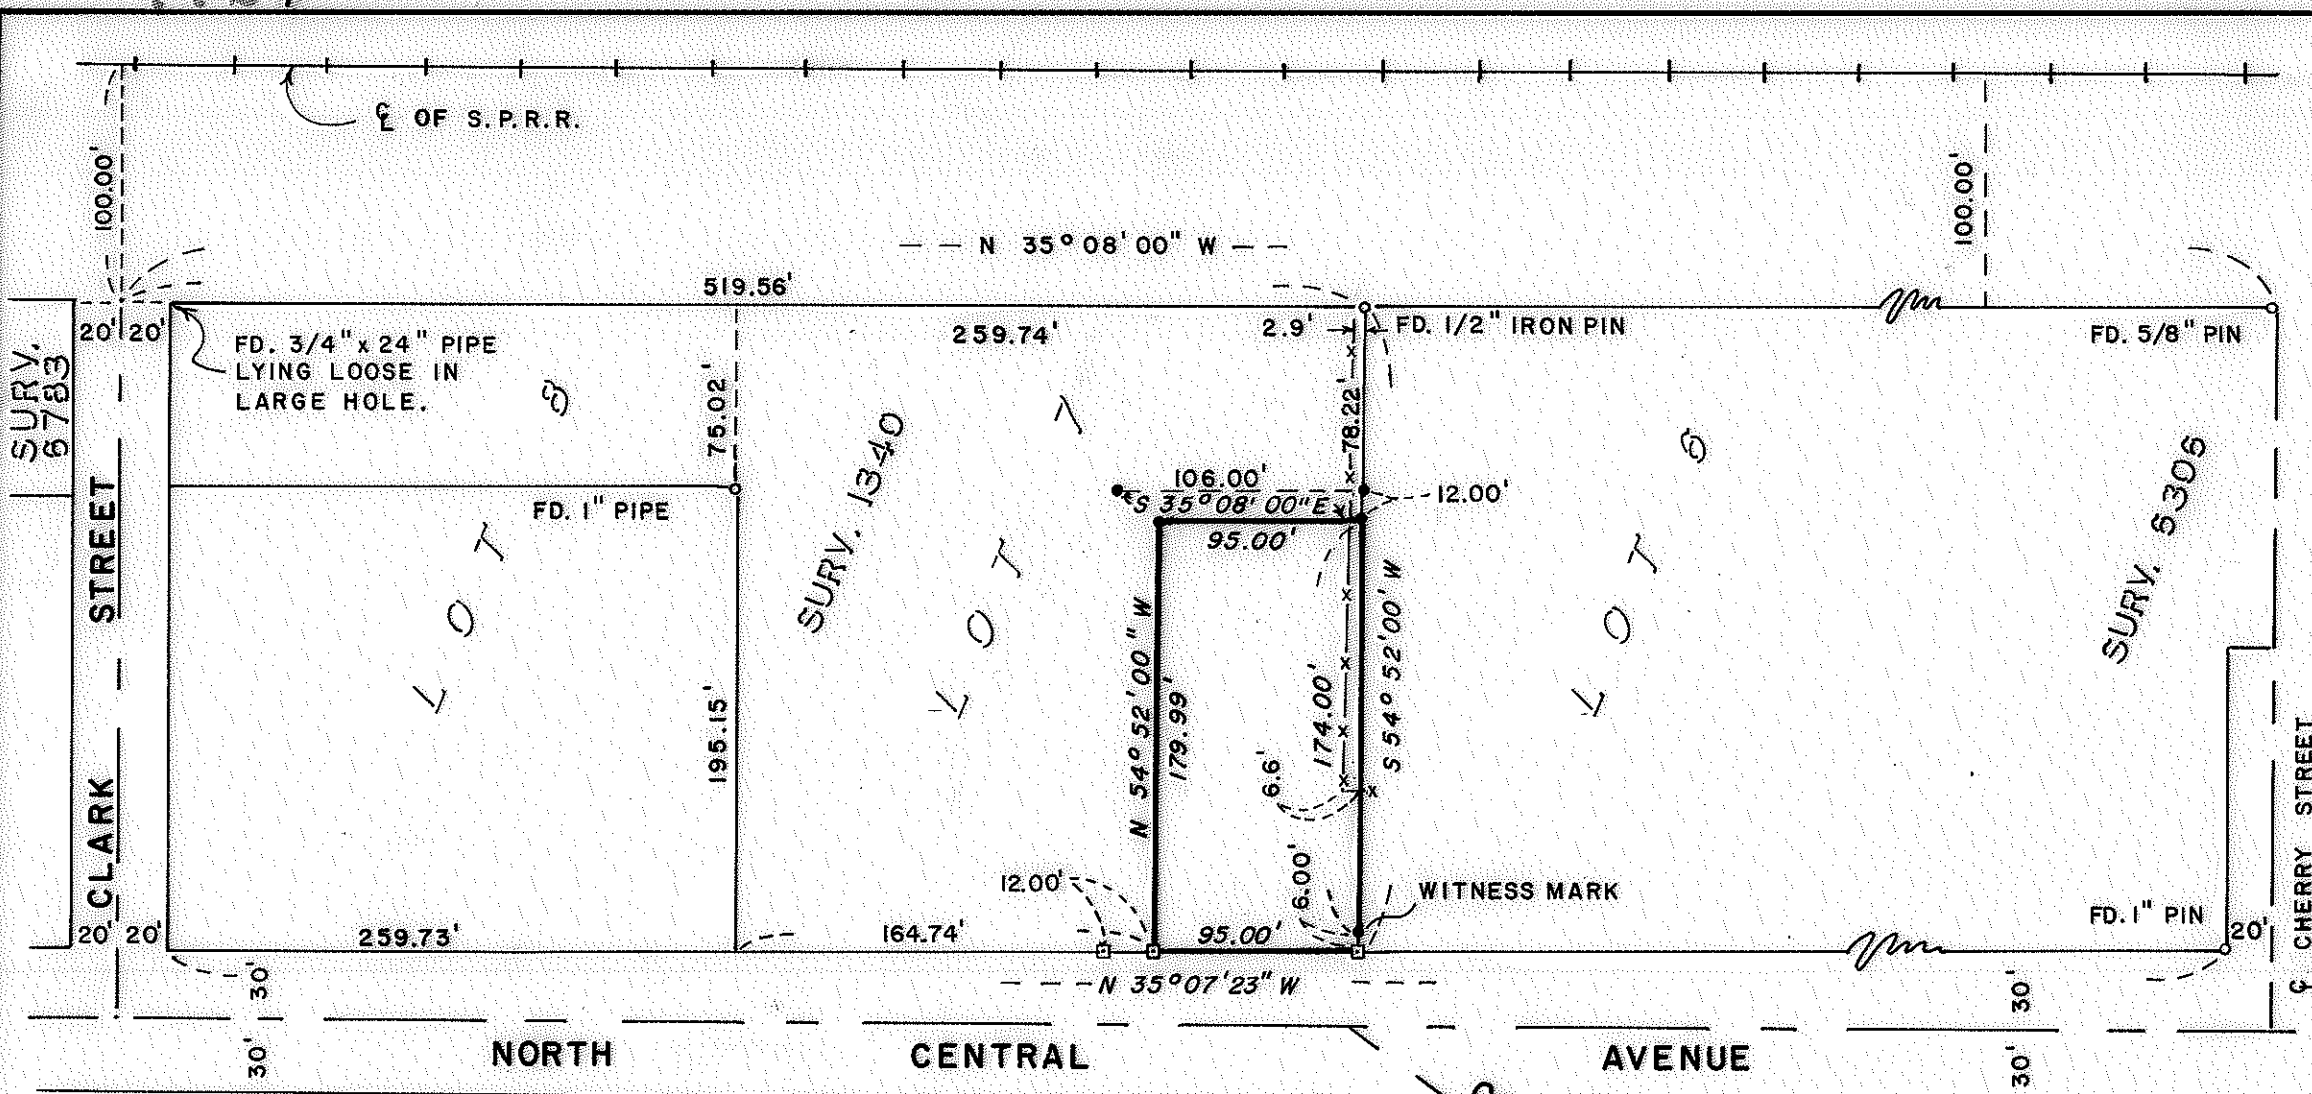 ℄ OF S.P.R.R.
100.00'
100.00'
— — N 35° 08' 00" W — —
519.56'
20' 20'
SURV.
6783
FD. 3/4" x 24" PIPE
LYING LOOSE IN
LARGE HOLE.
259.74'
2.9'
FD. 1/2" IRON PIN
FD. 5/8" PIN
75.02'
78.22'
LOT 8
FD. 1" PIPE
SURV. 1340
LOT 7
106.00'
S 35° 08' 00" E
95.00'
12.00'
LOT 6
SURV. 6306
N 54° 52' 00" W
179.99'
174.00'
S 54° 52' 00" W
195.15'
6.6'
6.00'
WITNESS MARK
12.00'
CLARK STREET
20' 20'
259.73'
164.74'
95.00'
FD. 1" PIN
20'
℄ CHERRY STREET
— — — N 35° 07' 23" W — — —
30'
30'
30'
30'
NORTH CENTRAL AVENUE